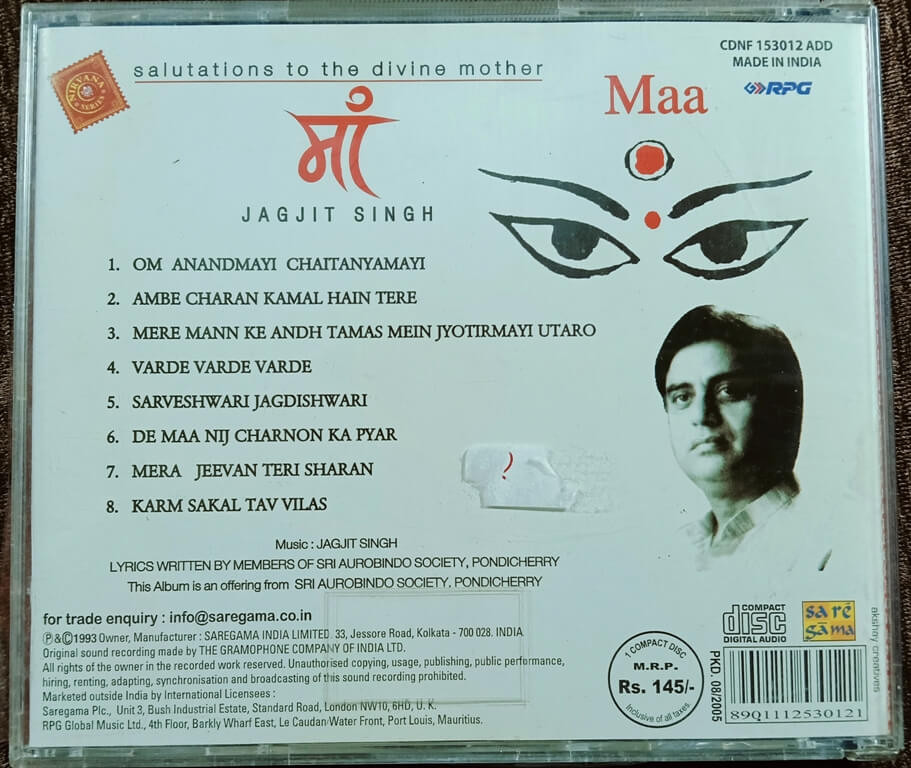 CDNF 153012 ADD
MADE IN INDIA
RPG
NIRVANA
SERIES
salutations to the divine mother
Maa
मां
JAGJIT SINGH
1. OM ANANDMAYI CHAITANYAMAYI
2. AMBE CHARAN KAMAL HAIN TERE
3. MERE MANN KE ANDH TAMAS MEIN JYOTIRMAYI UTARO
4. VARDE VARDE VARDE
5. SARVESHWARI JAGDISHWARI
6. DE MAA NIJ CHARNON KA PYAR
7. MERA JEEVAN TERI SHARAN
8. KARM SAKAL TAV VILAS
Music : JAGJIT SINGH
LYRICS WRITTEN BY MEMBERS OF SRI AUROBINDO SOCIETY, PONDICHERRY
This Album is an offering from SRI AUROBINDO SOCIETY, PONDICHERRY
for trade enquiry : info@saregama.co.in
℗&©1993 Owner, Manufacturer : SAREGAMA INDIA LIMITED. 33, Jessore Road, Kolkata - 700 028. INDIA.
Original sound recording made by THE GRAMOPHONE COMPANY OF INDIA LTD.
All rights of the owner in the recorded work reserved. Unauthorised copying, usage, publishing, public performance,
hiring, renting, adapting, synchronisation and broadcasting of this sound recording prohibited.
Marketed outside India by International Licensees :
Saregama Plc., Unit 3, Bush Industrial Estate, Standard Road, London NW10, 6HD, U. K.
RPG Global Music Ltd., 4th Floor, Barkly Wharf East, Le Caudan Water Front, Port Louis, Mauritius.
1 COMPACT DISC
M.R.P.
Rs. 145/-
Inclusive of all taxes
COMPACT
disc
DIGITAL AUDIO
sa re
gama
PKD. 08/2005
89Q1112530121
akshay creatives